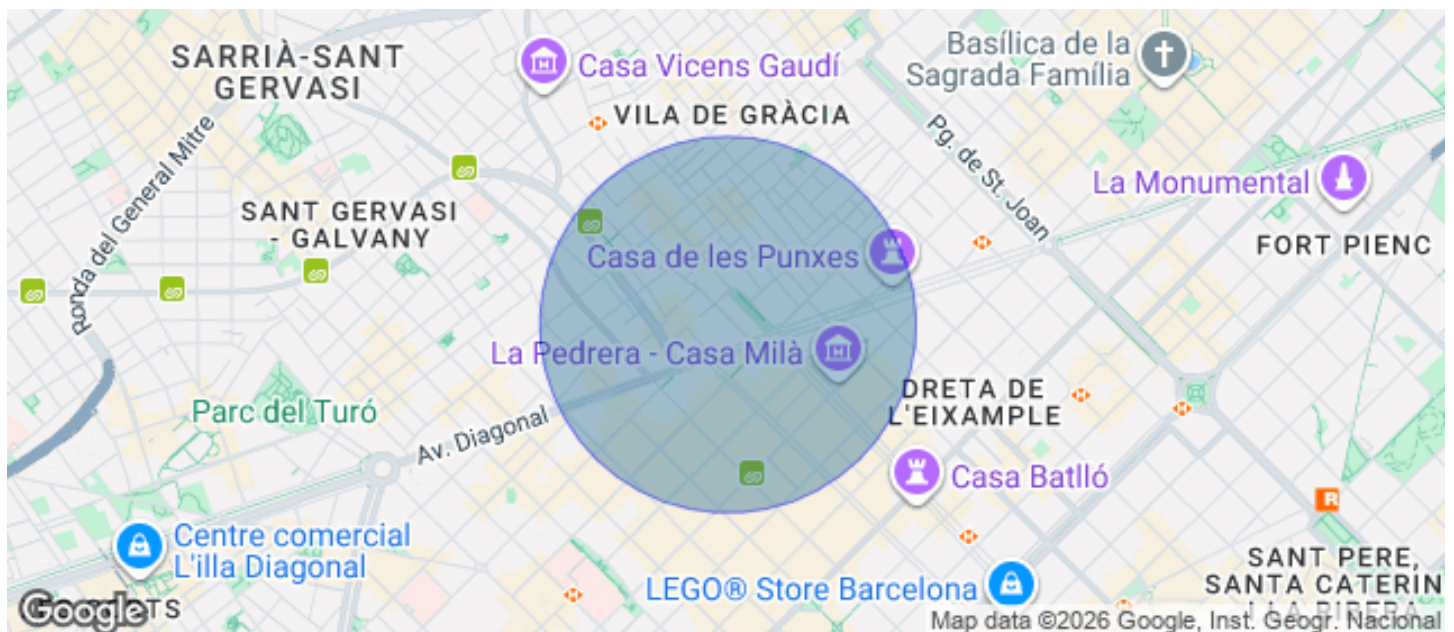 SARRIÀ-SANT
GERVASI
Casa Vicens Gaudí
Basílica de la
Sagrada Família
VILA DE GRÀCIA
Ronda del General Mitre
Pg. de St. Joan
La Monumental
SANT GERVASI
- GALVANY
FORT PIENC
Casa de les Punxes
La Pedrera - Casa Milà
DRETA DE
L'EIXAMPLE
Parc del Turó
Av. Diagonal
Casa Batlló
R
Centre comercial
L'illa Diagonal
SANT PERE,
SANTA CATERIN
I LA RIBERA
LEGO® Store Barcelona
Google
TS
Map data ©2026 Google, Inst. Geogr. Nacional